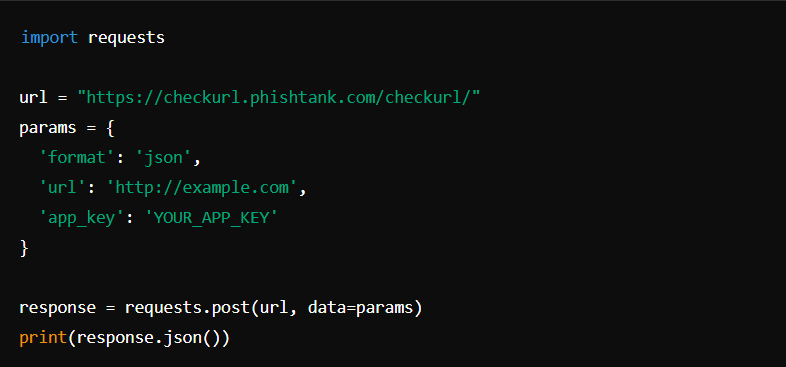 import requests

url = "https://checkurl.phishtank.com/checkurl/"
params = {
  'format': 'json',
  'url': 'http://example.com',
  'app_key': 'YOUR_APP_KEY'
}

response = requests.post(url, data=params)
print(response.json())